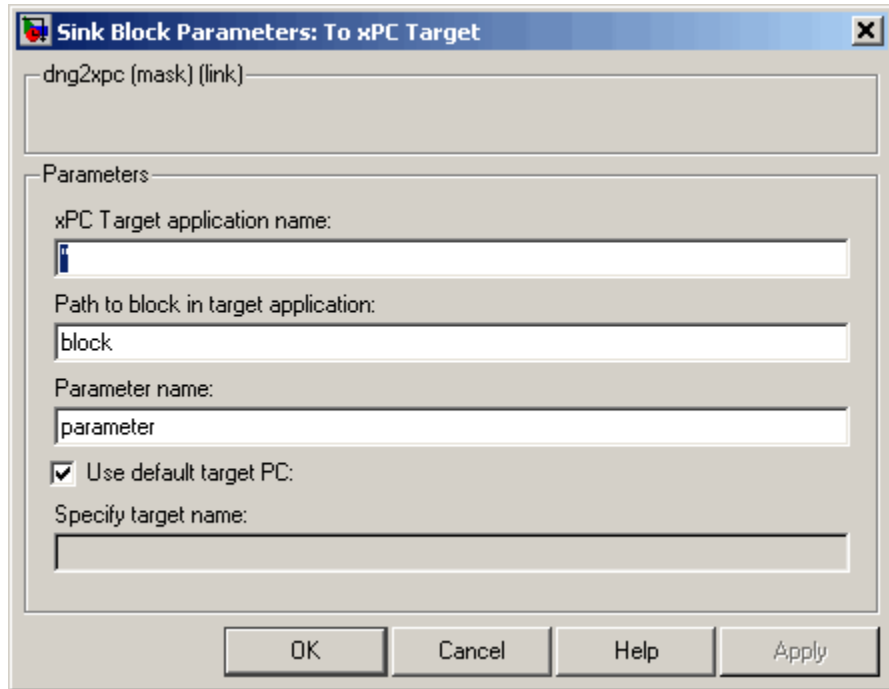 Sink Block Parameters: To xPC Target
dng2xpc (mask) (link)
Parameters
xPC Target application name:
''
Path to block in target application:
block
Parameter name:
parameter
Use default target PC:
Specify target name:
OK Cancel Help Apply